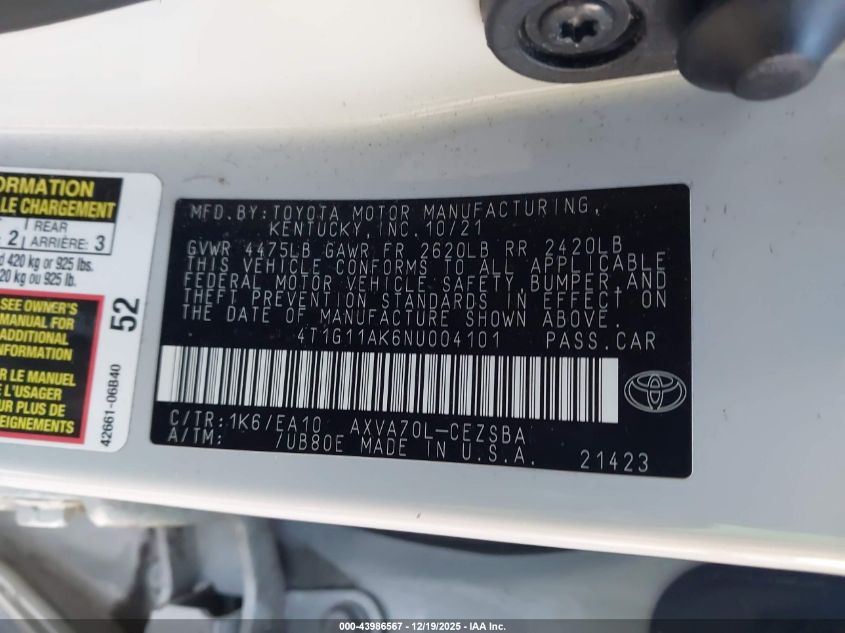 ORMATION
LE CHARGEMENT
2
REAR
ARRIÈRE: 3
420 kg or 925 lbs.
20 kg ou 925 lb.
SEE OWNER'S
MANUAL FOR
ADDITIONAL
INFORMATION
R LE MANUEL
L'USAGER
UR PLUS DE
EIGNEMENTS
52
42661-06B40
MFD.BY:TOYOTA MOTOR MANUFACTURING,
KENTUCKY, INC.10/21
GVWR 4475LB GAWR FR 2620LB RR 2420LB
THIS VEHICLE CONFORMS TO ALL APPLICABLE
FEDERAL MOTOR VEHICLE SAFETY, BUMPER, AND
THEFT PREVENTION STANDARDS IN EFFECT ON
THE DATE OF MANUFACTURE SHOWN ABOVE.
4T1G11AK6NU004101 PASS.CAR
C/TR:1K6/EA10 AXVA70L-CEZSBA
A/TM: 7UB80E MADE IN U.S.A. 21423
000-43986567 - 12/19/2025 - IAA Inc.